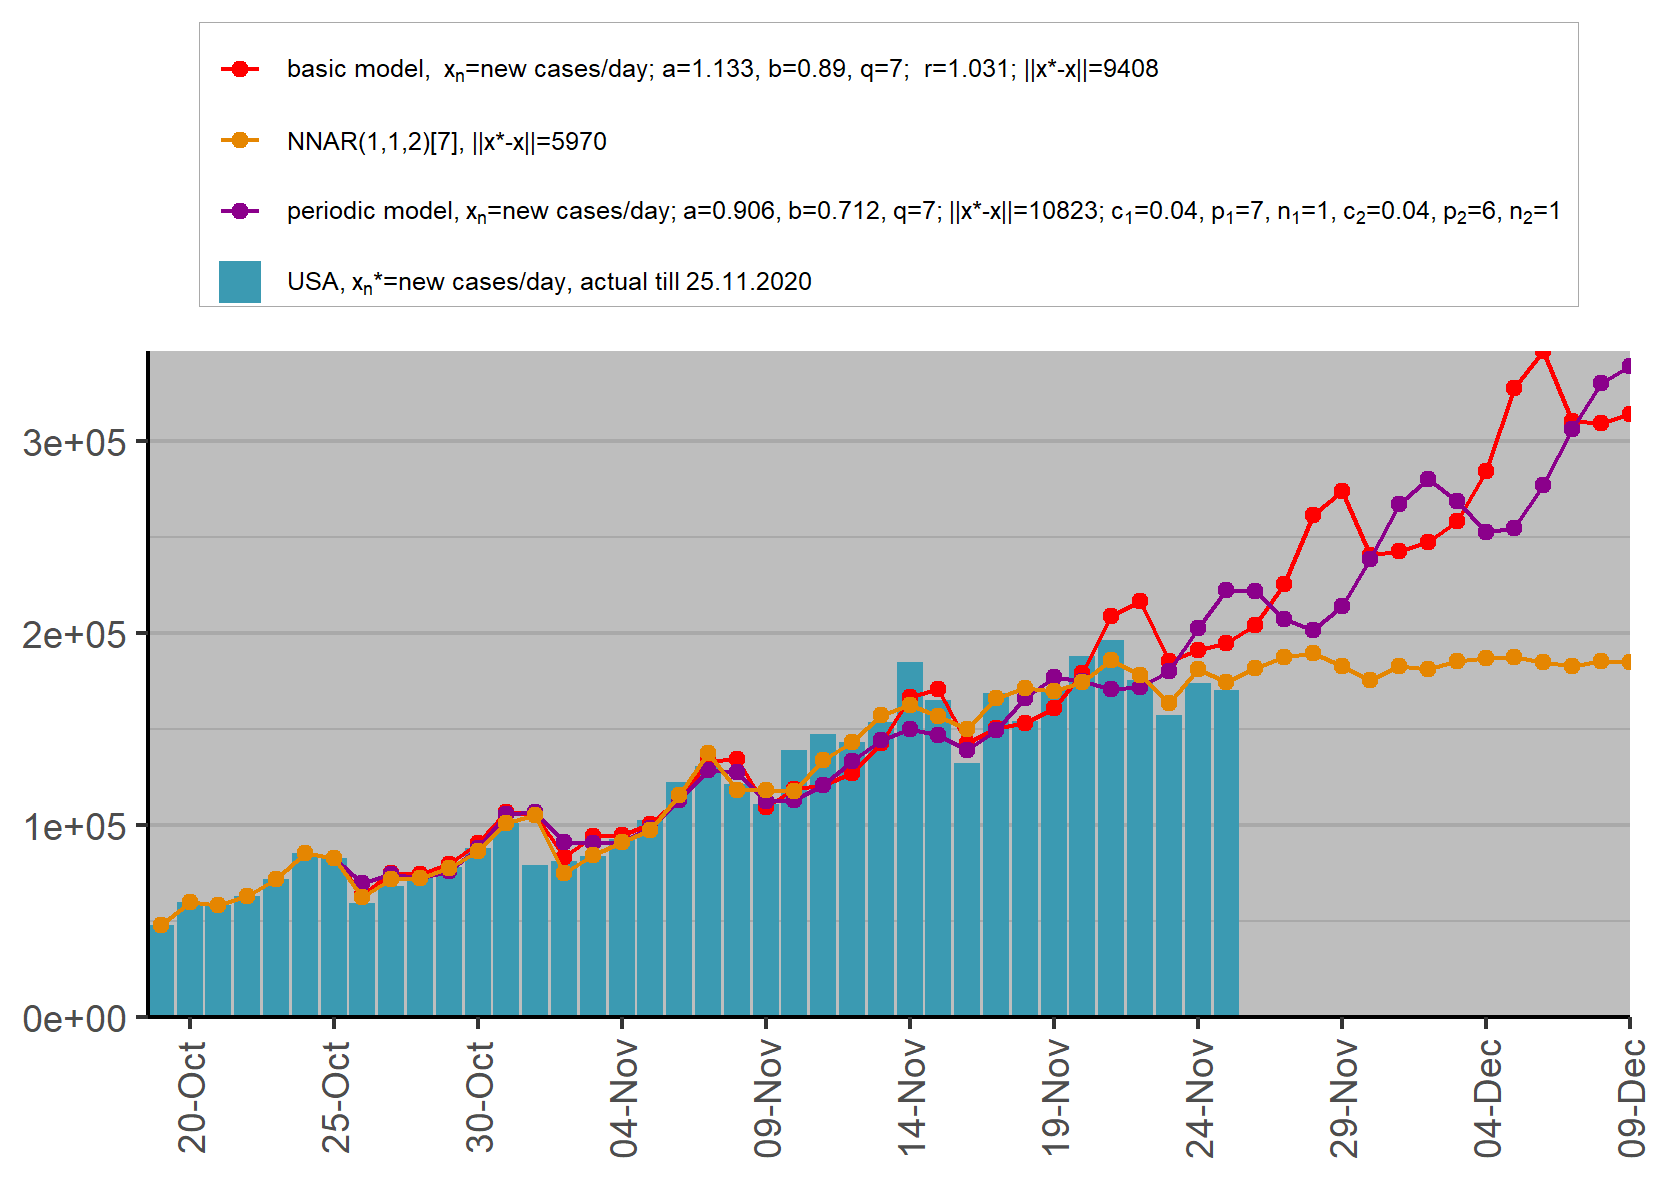 basic model, xₙ=new cases/day; a=1.133, b=0.89, q=7; r=1.031; ||x*-x||=9408
NNAR(1,1,2)[7], ||x*-x||=5970
periodic model, xₙ=new cases/day; a=0.906, b=0.712, q=7; ||x*-x||=10823; c₁=0.04, p₁=7, n₁=1, c₂=0.04, p₂=6, n₂=1
USA, xₙ*=new cases/day, actual till 25.11.2020
3e+05
2e+05
1e+05
0e+00
20-Oct
25-Oct
30-Oct
04-Nov
09-Nov
14-Nov
19-Nov
24-Nov
29-Nov
04-Dec
09-Dec